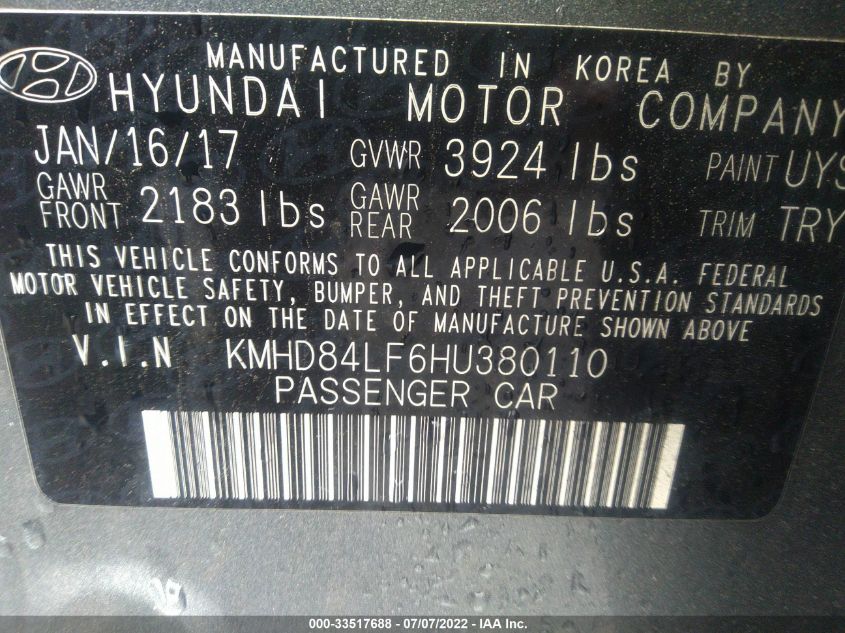 MANUFACTURED IN KOREA BY
HYUNDAI MOTOR COMPANY
JAN/16/17 GVWR 3924 lbs PAINT UYS
GAWR FRONT 2183 lbs GAWR REAR 2006 lbs TRIM TRY
THIS VEHICLE CONFORMS TO ALL APPLICABLE U.S.A. FEDERAL
MOTOR VEHICLE SAFETY, BUMPER, AND THEFT PREVENTION STANDARDS
IN EFFECT ON THE DATE OF MANUFACTURE SHOWN ABOVE
V.I.N KMHD84LF6HU380110
PASSENGER CAR
000-33517688 - 07/07/2022 - IAA Inc.